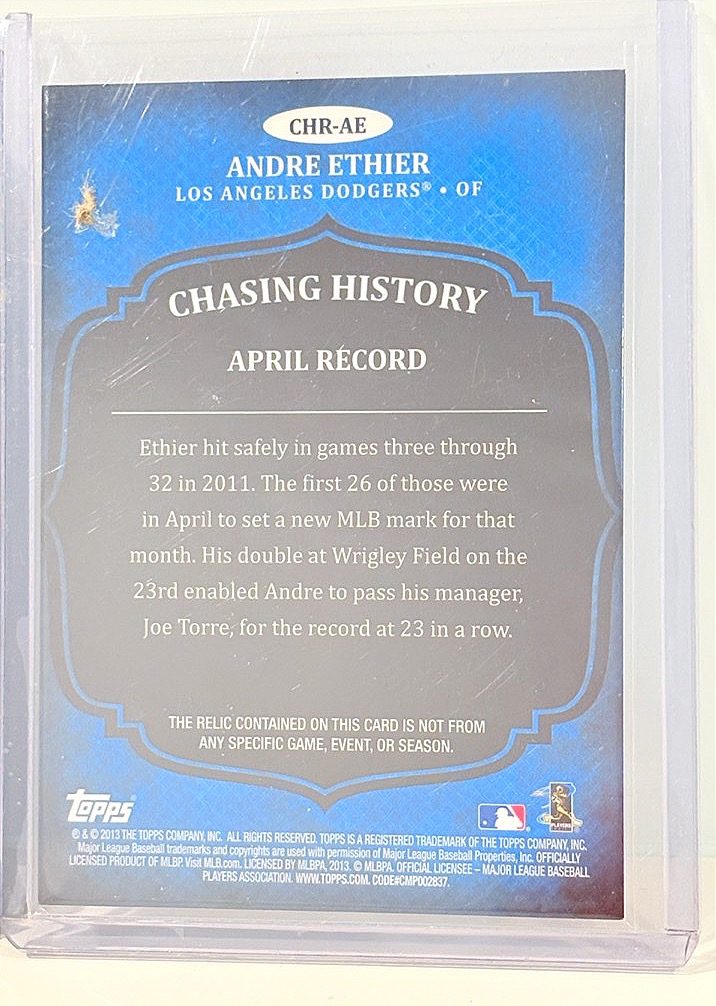 CHR-AE
ANDRE ETHIER
LOS ANGELES DODGERS® • OF
CHASING HISTORY
APRIL RECORD
Ethier hit safely in games three through
32 in 2011. The first 26 of those were
in April to set a new MLB mark for that
month. His double at Wrigley Field on the
23rd enabled Andre to pass his manager,
Joe Torre, for the record at 23 in a row.
THE RELIC CONTAINED ON THIS CARD IS NOT FROM
ANY SPECIFIC GAME, EVENT, OR SEASON.
topps®
® & © 2013 THE TOPPS COMPANY, INC. ALL RIGHTS RESERVED. TOPPS IS A REGISTERED TRADEMARK OF THE TOPPS COMPANY, INC.
Major League Baseball trademarks and copyrights are used with permission of Major League Baseball Properties, Inc. OFFICIALLY
LICENSED PRODUCT OF MLBP. Visit MLB.com. LICENSED BY MLBPA, 2013. © MLBPA. OFFICIAL LICENSEE – MAJOR LEAGUE BASEBALL
PLAYERS ASSOCIATION. WWW.TOPPS.COM. CODE#CMP002837.